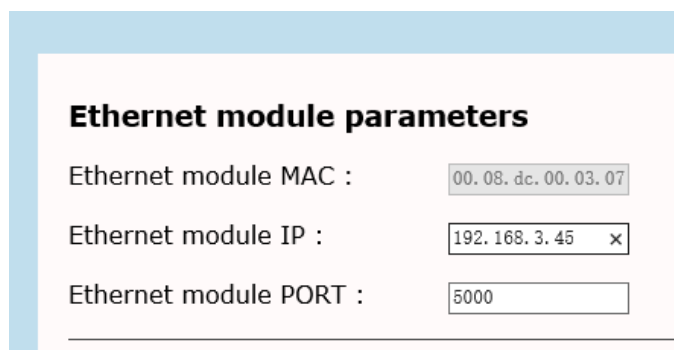 Ethernet module parameters
Ethernet module MAC : 00.08.dc.00.03.07
Ethernet module IP : 192.168.3.45 ×
Ethernet module PORT : 5000